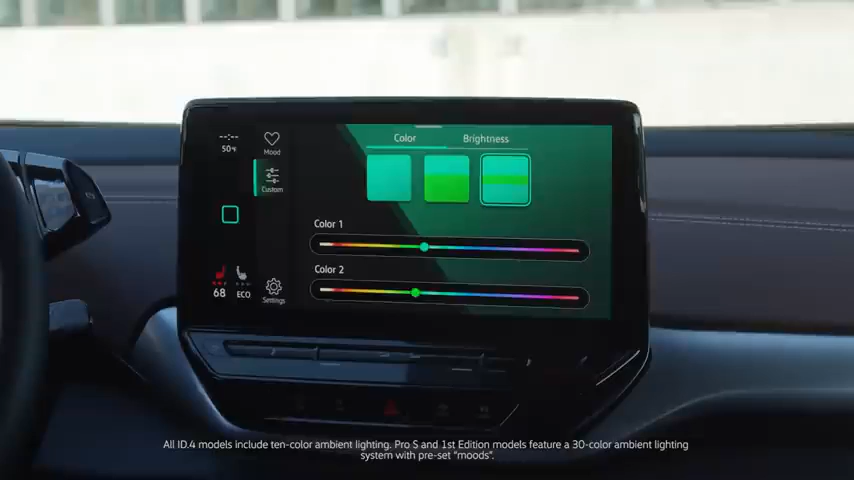 Color
Brightness
--:--
50°F
Mood
Custom
Color 1
Color 2
68
ECO
Settings
All ID.4 models include ten-color ambient lighting. Pro S and 1st Edition models feature a 30-color ambient lighting
system with pre-set "moods".